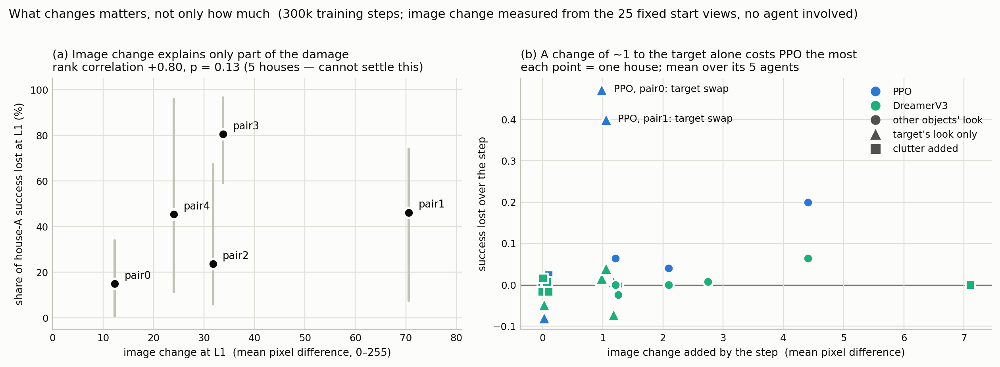 What changes matters, not only how much  (300k training steps; image change measured from the 25 fixed start views, no agent involved)
(a) Image change explains only part of the damage
rank correlation +0.80, p = 0.13 (5 houses — cannot settle this)
share of house-A success lost at L1 (%)
100
80
60
40
20
0
pair3
pair4
pair1
pair2
pair0
0 10 20 30 40 50 60 70 80
image change at L1  (mean pixel difference, 0–255)
(b) A change of ~1 to the target alone costs PPO the most
each point = one house; mean over its 5 agents
success lost over the step
0.4
0.3
0.2
0.1
0.0
−0.1
PPO, pair0: target swap
PPO, pair1: target swap
PPO
DreamerV3
other objects' look
target's look only
clutter added
0 1 2 3 4 5 6 7
image change added by the step  (mean pixel difference)